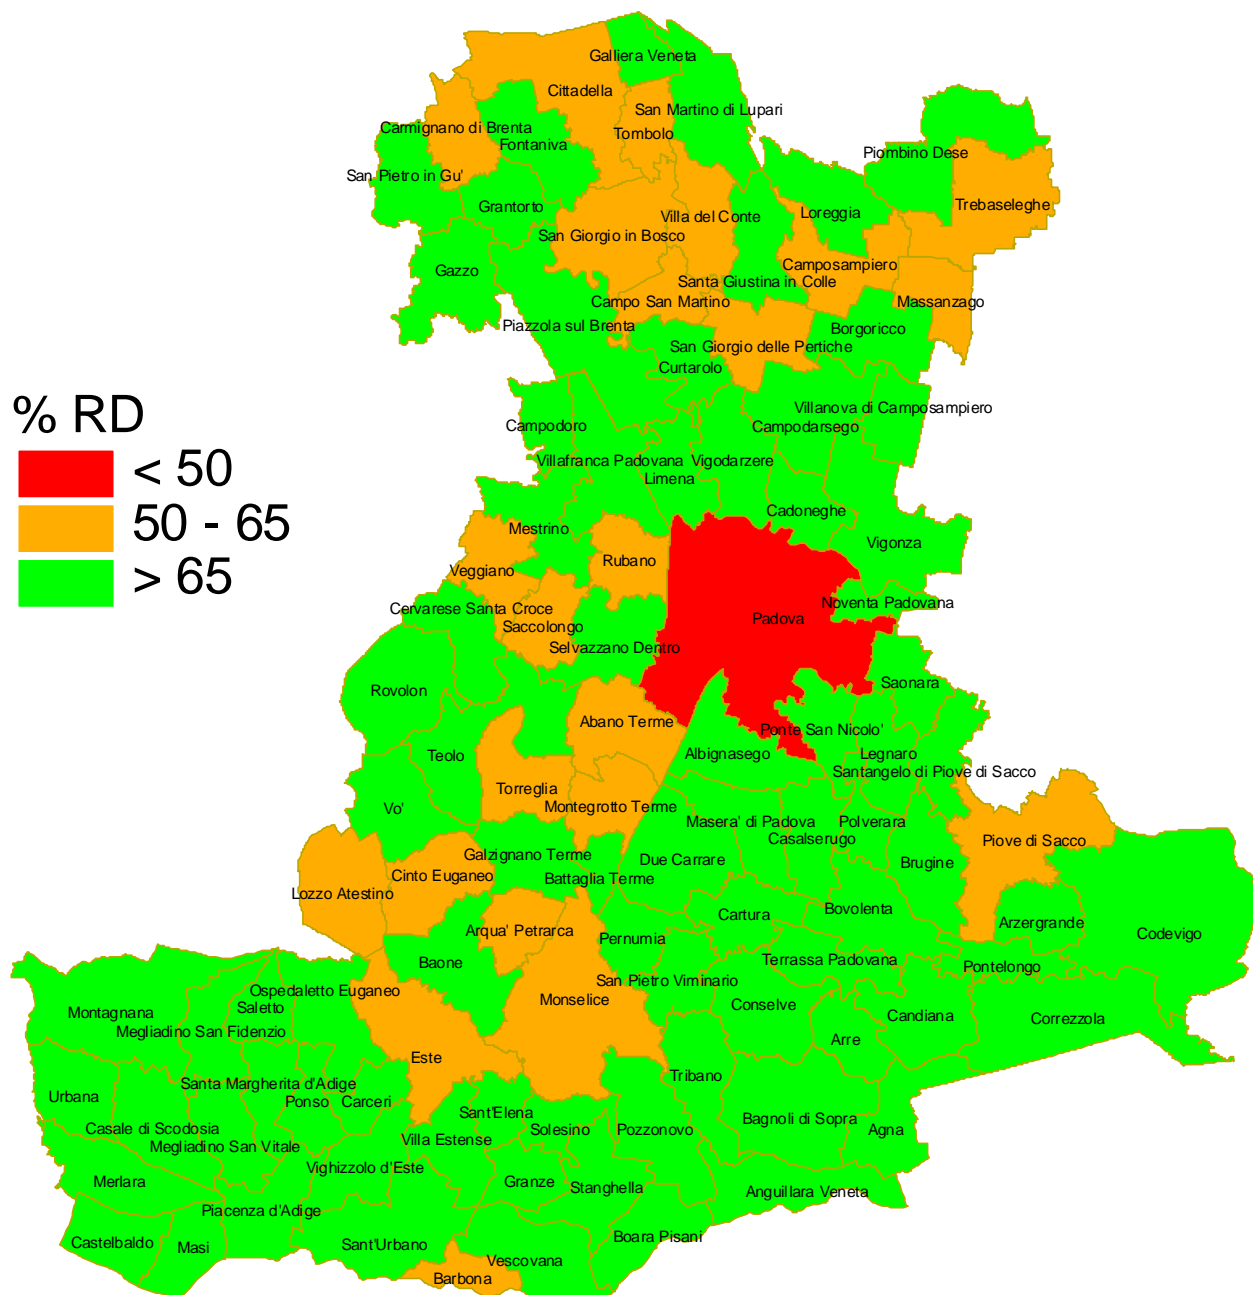 Galliera Veneta
Cittadella
San Martino di Lupari
Carmignano di Brenta
Tombolo
Fontaniva
Piombino Dese
San Pietro in Gu'
Grantorto
Trebaseleghe
Villa del Conte
Loreggia
San Giorgio in Bosco
Gazzo
Camposampiero
Santa Giustina in Colle
Campo San Martino
Massanzago
Piazzola sul Brenta
Borgoricco
San Giorgio delle Pertiche
Curtarolo
% RD
< 50
50 - 65
> 65
Villanova di Camposampiero
Campodoro
Campodarsego
Villafranca Padovana
Vigodarzere
Limena
Cadoneghe
Mestrino
Vigonza
Rubano
Veggiano
Noventa Padovana
Cervarese Santa Croce
Padova
Saccolongo
Selvazzano Dentro
Saonara
Rovolon
Abano Terme
Ponte San Nicolo'
Teolo
Albignasego
Legnaro
Santangelo di Piove di Sacco
Torreglia
Vo'
Montegrotto Terme
Masera' di Padova
Polverara
Casalserugo
Piove di Sacco
Galzignano Terme
Due Carrare
Brugine
Cinto Euganeo
Battaglia Terme
Lozzo Atestino
Cartura
Bovolenta
Arzergrande
Arqua' Petrarca
Pernumia
Codevigo
Baone
Terrassa Padovana
Pontelongo
San Pietro Viminario
Ospedaletto Euganeo
Monselice
Saletto
Conselve
Montagnana
Candiana
Correzzola
Megliadino San Fidenzio
Arre
Este
Tribano
Santa Margherita d'Adige
Urbana
Ponso
Carceri
Sant'Elena
Bagnoli di Sopra
Casale di Scodosia
Solesino
Pozzonovo
Agna
Villa Estense
Megliadino San Vitale
Vighizzolo d'Este
Merlara
Granze
Stanghella
Anguillara Veneta
Piacenza d'Adige
Boara Pisani
Castelbaldo
Masi
Sant'Urbano
Vescovana
Barbona